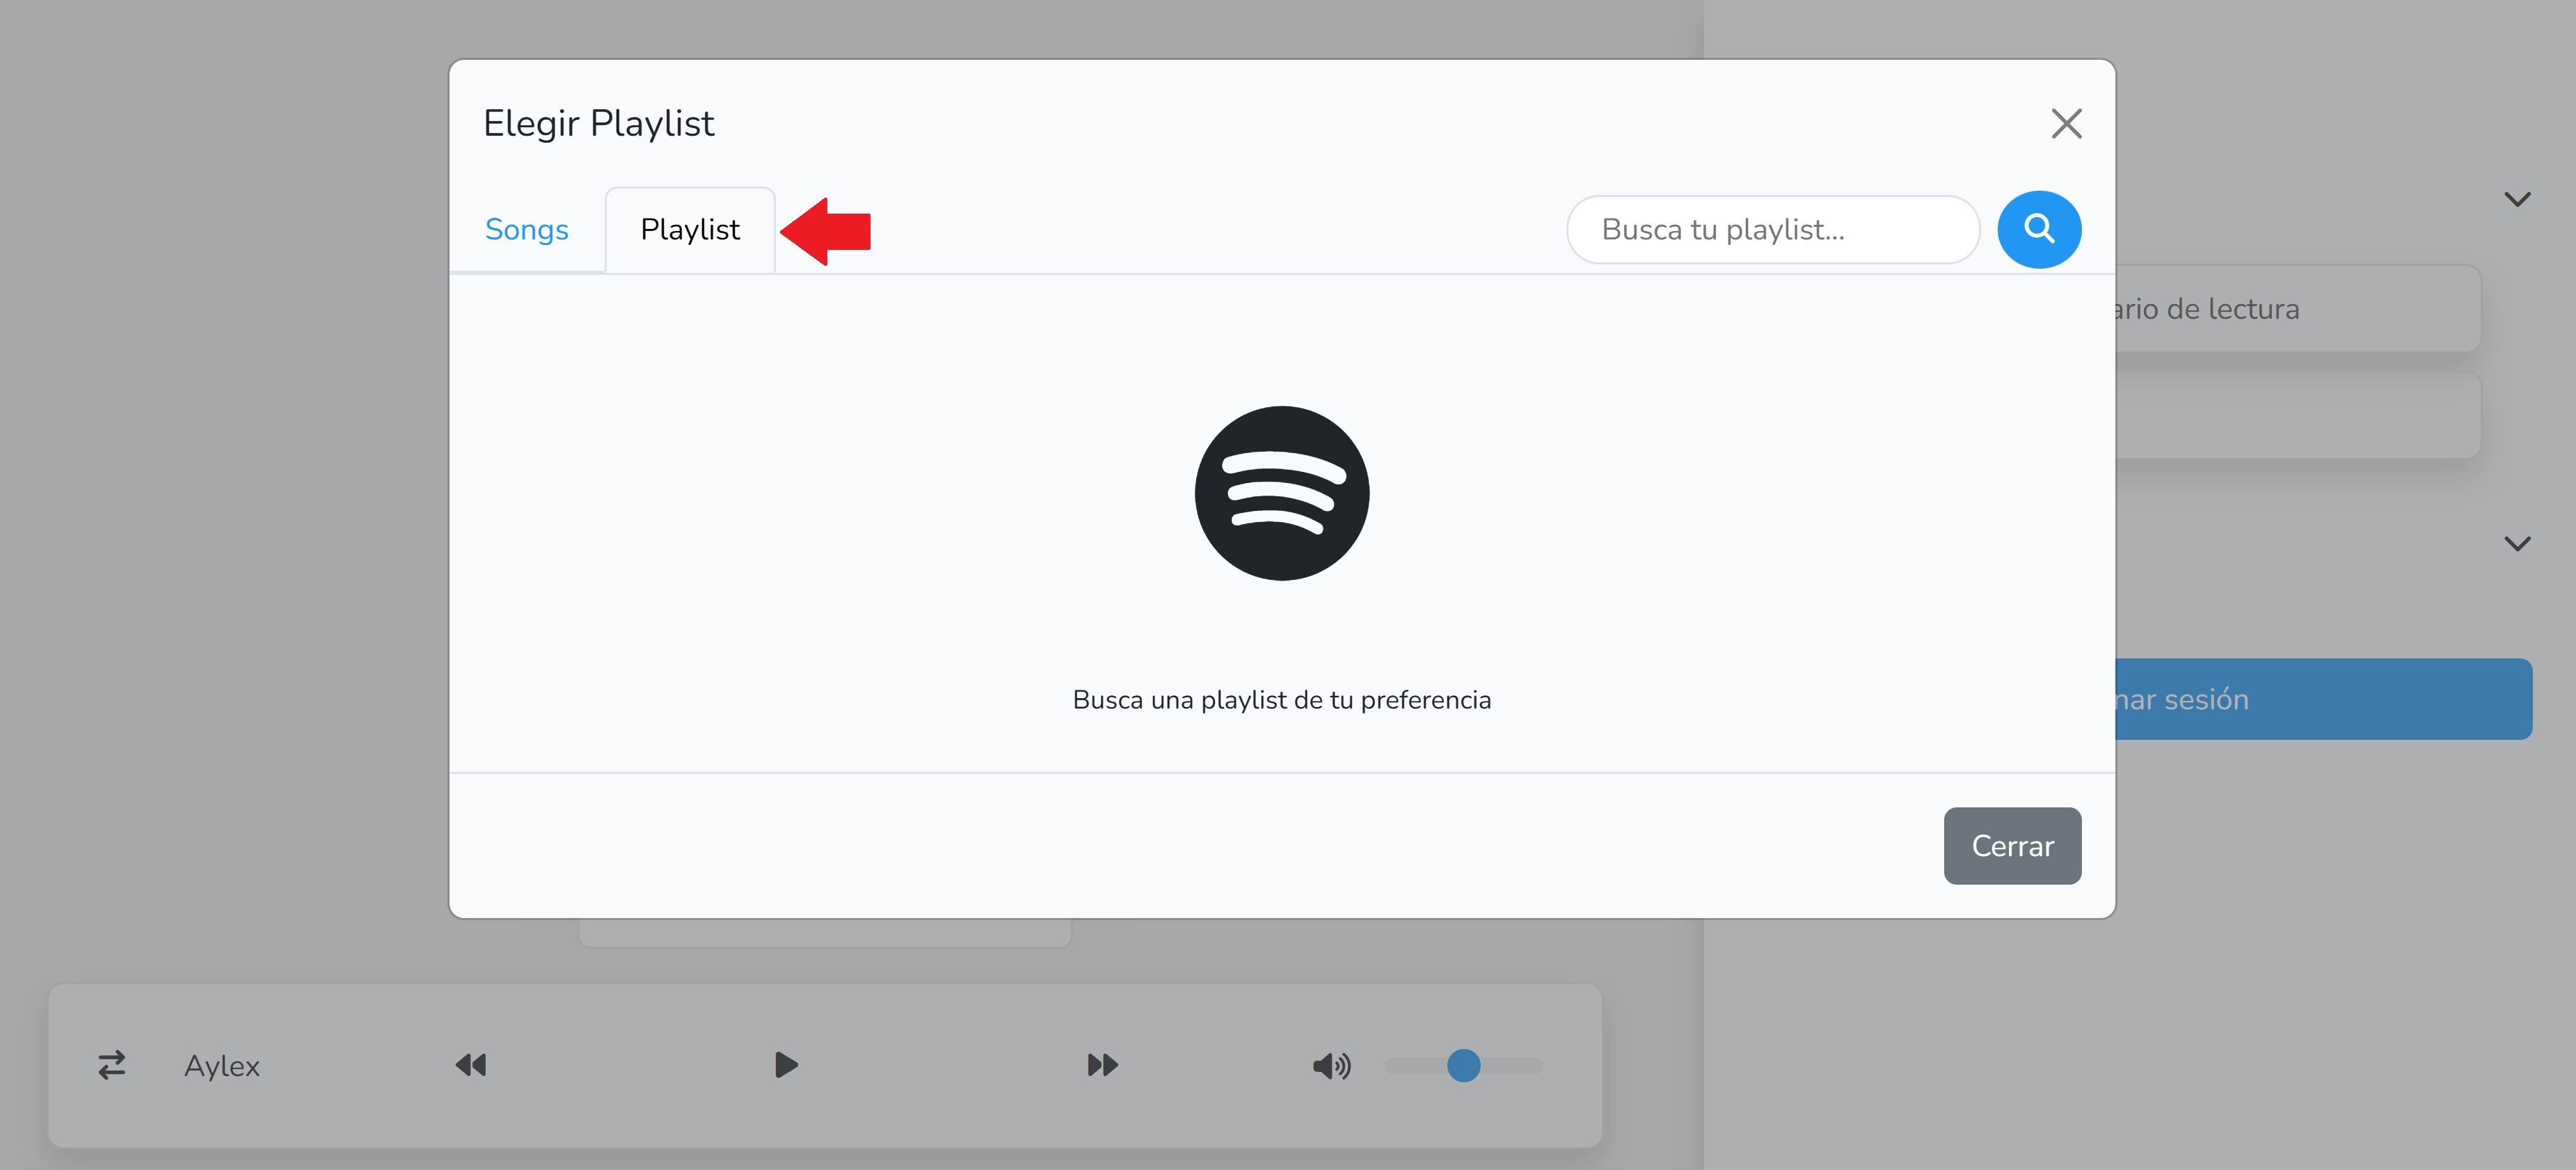 Elegir Playlist
Songs
Playlist
Busca tu playlist...
ario de lectura
Busca una playlist de tu preferencia
nar sesión
Cerrar
Aylex